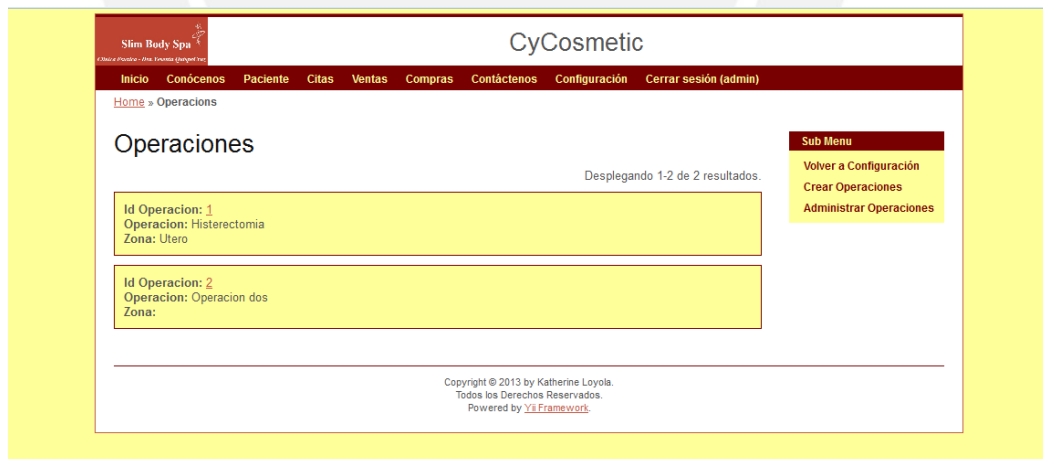 Slim Body Spa
CyCosmetic
Inicio Conócenos Paciente Citas Ventas Compras Contáctenos Configuración Cerrar sesión (admin)
Home » Operacions
Operaciones
Desplegando 1-2 de 2 resultados.
Id Operacion: 1
Operacion: Histerectomia
Zona: Utero
Id Operacion: 2
Operacion: Operacion dos
Zona:
Sub Menu
Volver a Configuración
Crear Operaciones
Administrar Operaciones
Copyright © 2013 by Katherine Loyola.
Todos los Derechos Reservados.
Powered by Yii Framework.